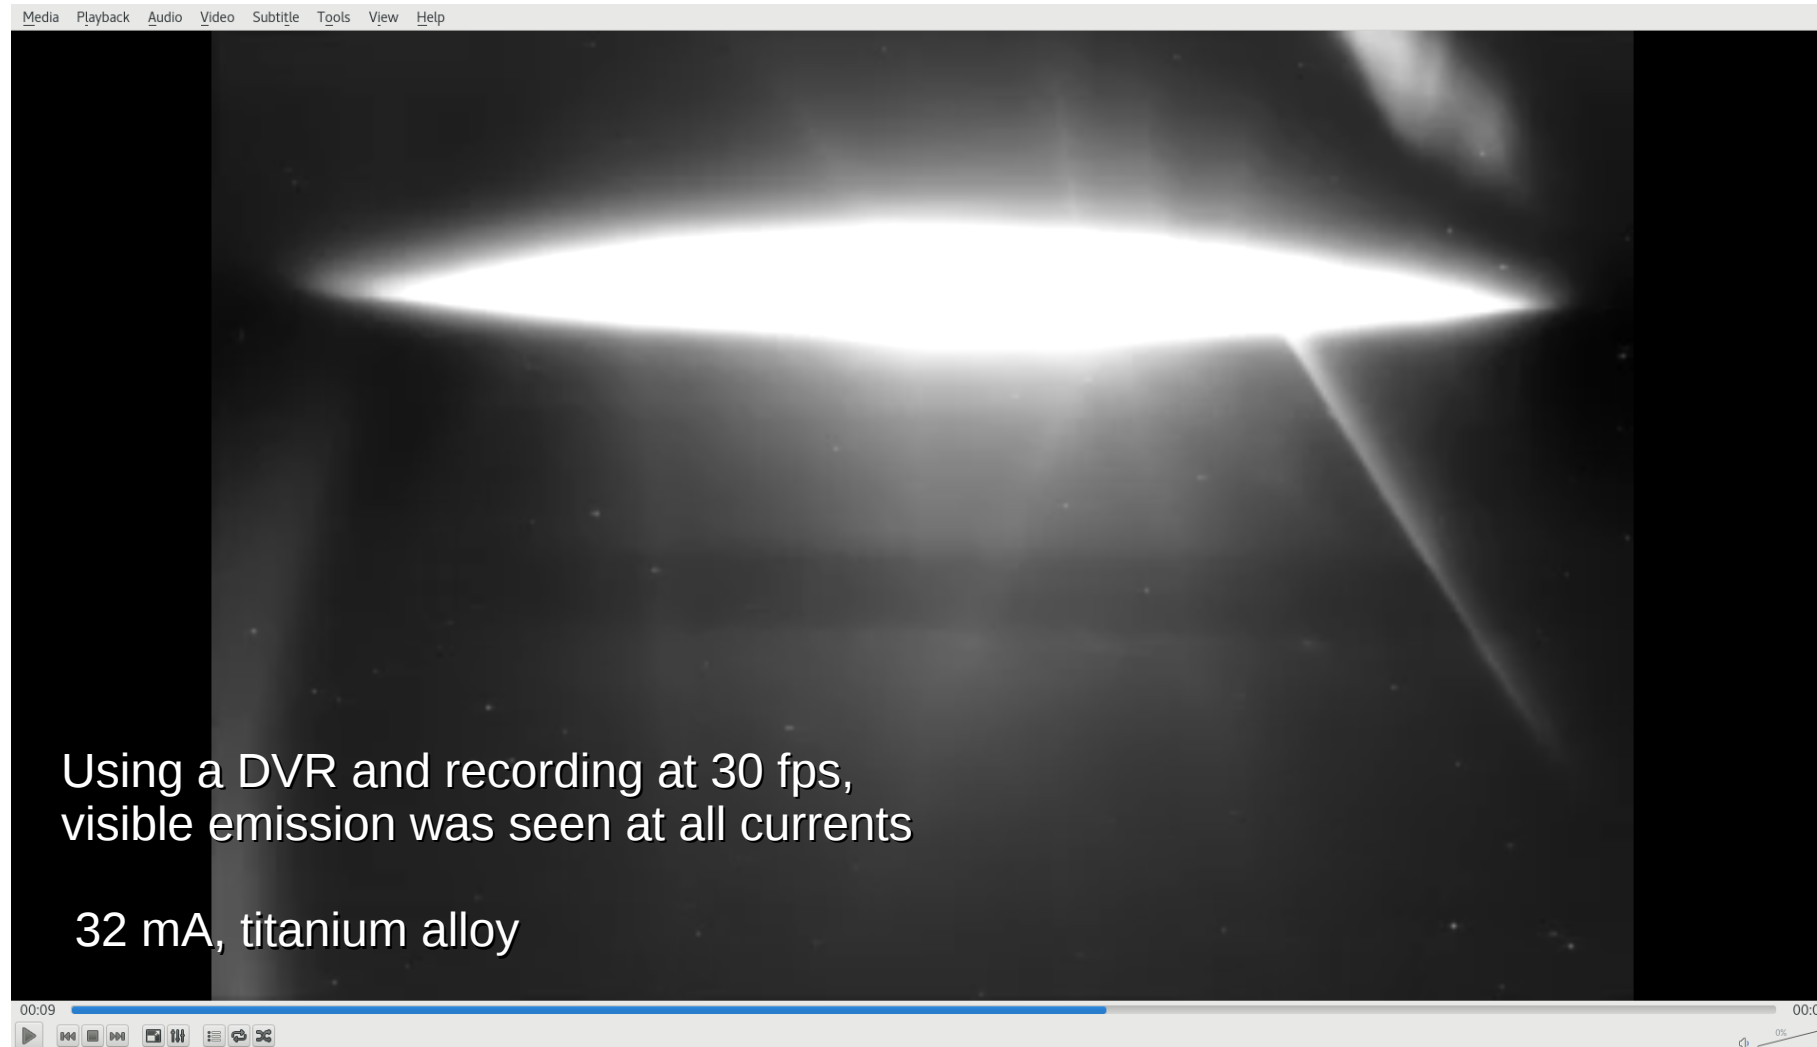 Media Playback Audio Video Subtitle Tools View Help
Using a DVR and recording at 30 fps,
visible emission was seen at all currents
32 mA, titanium alloy
00:09
0%